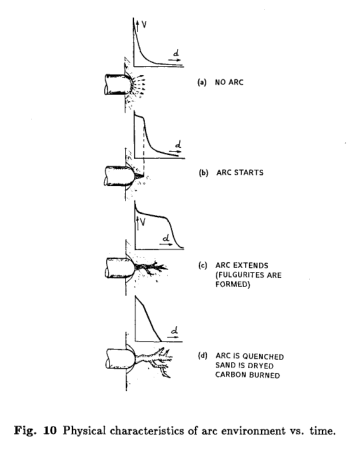 V
d
(a) NO ARC
d
(b) ARC STARTS
V
d
(c) ARC EXTENDS
(FULGURITES ARE
FORMED)
d
(d) ARC IS QUENCHED
SAND IS DRYED
CARBON BURNED
Fig. 10 Physical characteristics of arc environment vs. time.